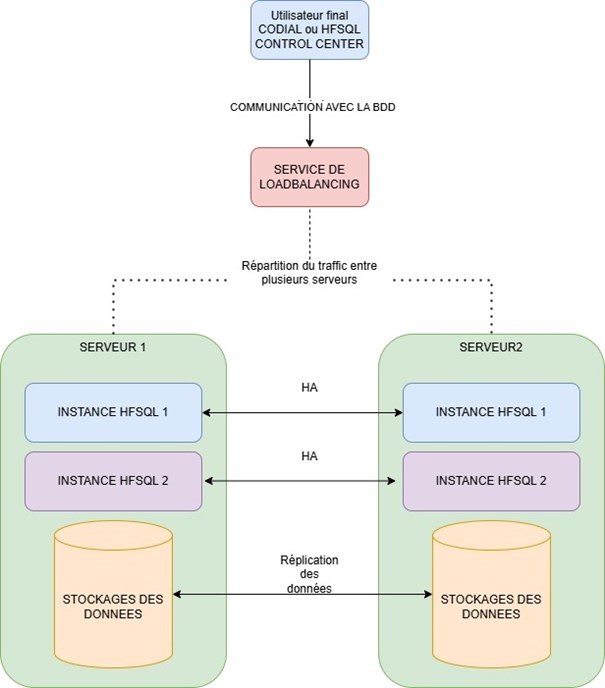 Utilisateur final
CODIAL ou HFSQL
CONTROL CENTER
COMMUNICATION AVEC LA BDD
SERVICE DE
LOADBALANCING
Répartition du traffic entre
plusieurs serveurs
SERVEUR 1
SERVEUR2
INSTANCE HFSQL 1
HA
INSTANCE HFSQL 1
INSTANCE HFSQL 2
HA
INSTANCE HFSQL 2
STOCKAGES DES
DONNEES
Réplication
des
données
STOCKAGES DES
DONNEES